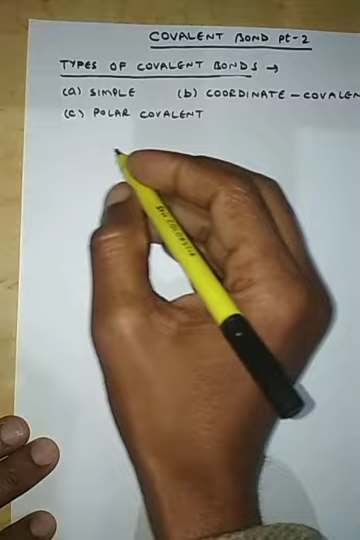 COVALENT BOND Pt-2
TYPES OF COVALENT BONDS →
(a) SIMPLE (b) COORDINATE - COVALEN
(c) POLAR COVALENT